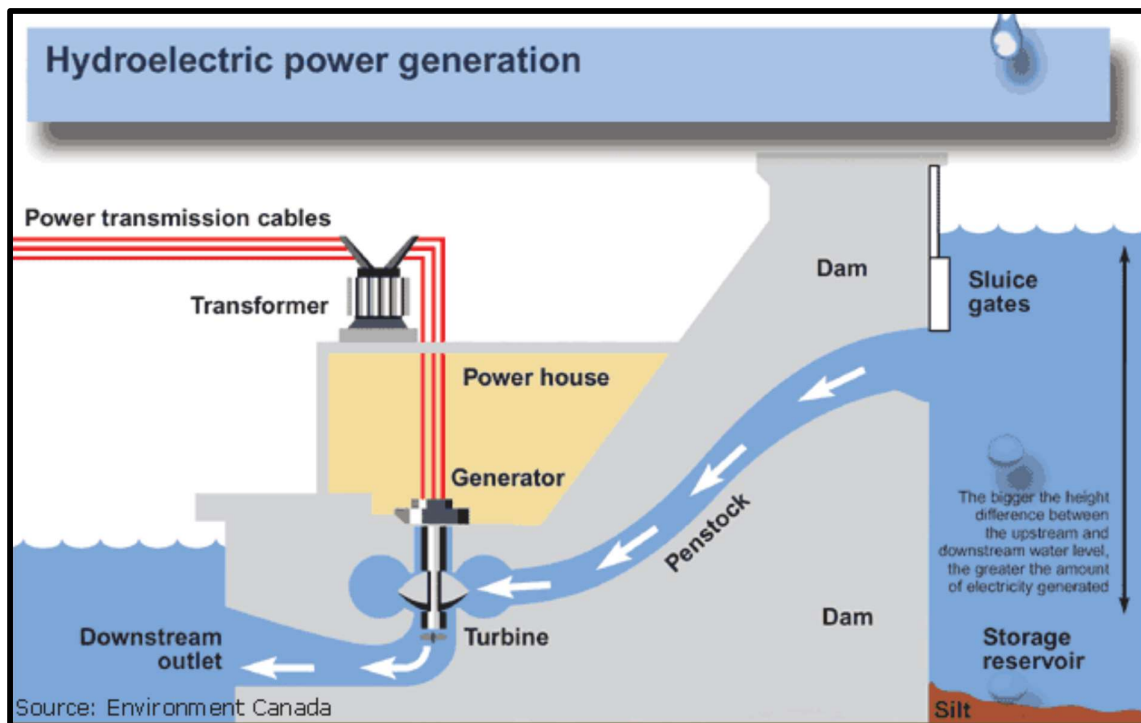 Hydroelectric power generation
Power transmission cables
Transformer
Dam
Sluice
gates
Power house
Generator
Penstock
The bigger the height
difference between
the upstream and
downstream water level,
the greater the amount
of electricity generated
Downstream
outlet
Turbine
Dam
Storage
reservoir
Silt
Source: Environment Canada